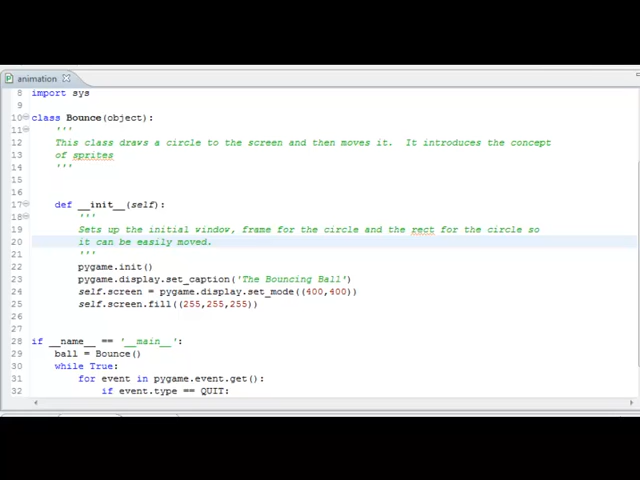 animation
8 import sys
9
10 class Bounce(object):
11 '''
12 This class draws a circle to the screen and then moves it. It introduces the concept
13 of sprites
14 '''
15
16
17 def __init__(self):
18 '''
19 Sets up the initial window, frame for the circle and the rect for the circle so
20 it can be easily moved.
21 '''
22 pygame.init()
23 pygame.display.set_caption('The Bouncing Ball')
24 self.screen = pygame.display.set_mode((400,400))
25 self.screen.fill((255,255,255))
26
27
28 if __name__ == '__main__':
29 ball = Bounce()
30 while True:
31 for event in pygame.event.get():
32 if event.type == QUIT: